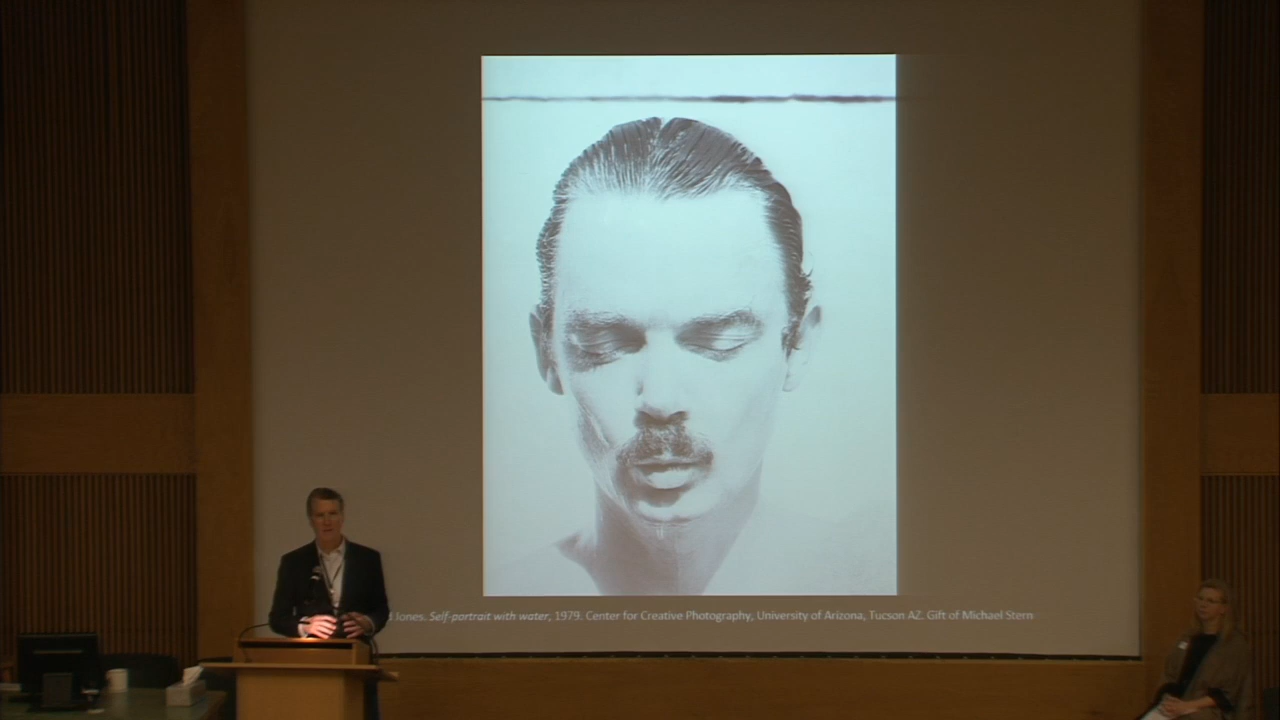 Jones. Self-portrait with water, 1979. Center for Creative Photography, University of Arizona, Tucson AZ. Gift of Michael Stern